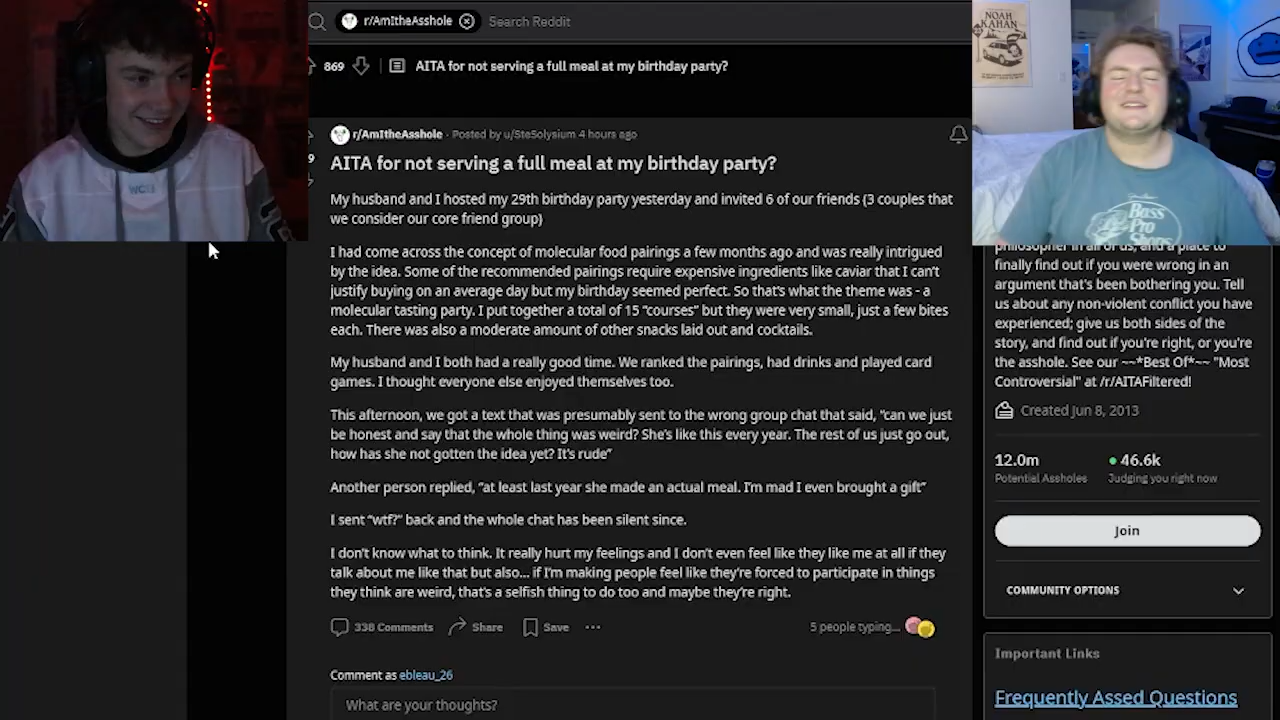 r/AmItheAsshole
Search Reddit
869
AITA for not serving a full meal at my birthday party?
r/AmItheAsshole · Posted by u/SteSolysium 4 hours ago
9
AITA for not serving a full meal at my birthday party?
My husband and I hosted my 29th birthday party yesterday and invited 6 of our friends (3 couples that
we consider our core friend group)
I had come across the concept of molecular food pairings a few months ago and was really intrigued
by the idea. Some of the recommended pairings require expensive ingredients like caviar that I can't
justify buying on an average day but my birthday seemed perfect. So that's what the theme was - a
molecular tasting party. I put together a total of 15 "courses" but they were very small, just a few bites
each. There was also a moderate amount of other snacks laid out and cocktails.
My husband and I both had a really good time. We ranked the pairings, had drinks and played card
games. I thought everyone else enjoyed themselves too.
This afternoon, we got a text that was presumably sent to the wrong group chat that said, "can we just
be honest and say that the whole thing was weird? She's like this every year. The rest of us just go out,
how has she not gotten the idea yet? It's rude"
Another person replied, "at least last year she made an actual meal. I'm mad I even brought a gift"
I sent "wtf?" back and the whole chat has been silent since.
I don't know what to think. It really hurt my feelings and I don't even feel like they like me at all if they
talk about me like that but also... if I'm making people feel like they're forced to participate in things
they think are weird, that's a selfish thing to do too and maybe they're right.
338 Comments
Share
Save
...
5 people typing...
Comment as ebleau_26
What are your thoughts?
NOAH
KAHAN
Bass
Pro
Shops
philosopher in all of us, and a place to
finally find out if you were wrong in an
argument that's been bothering you. Tell
us about any non-violent conflict you have
experienced; give us both sides of the
story, and find out if you're right, or you're
the asshole. See our ~~*Best Of*~~ "Most
Controversial" at /r/AITAFiltered!
Created Jun 8, 2013
12.0m
46.6k
Potential Assholes
Judging you right now
Join
COMMUNITY OPTIONS
Important Links
Frequently Assed Questions